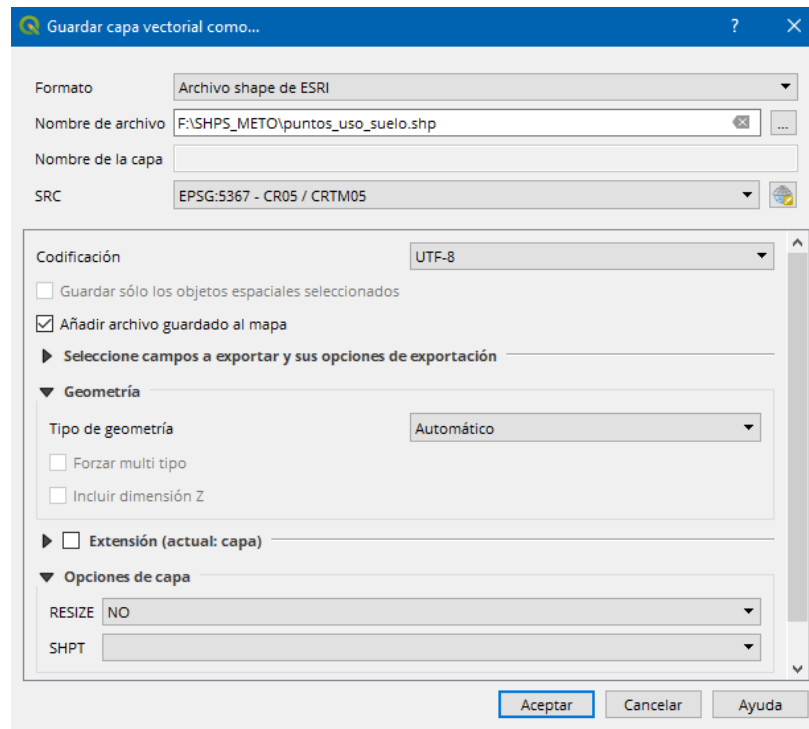 Guardar capa vectorial como...
Formato Archivo shape de ESRI
Nombre de archivo F:\SHPS_METO\puntos_uso_suelo.shp ...
Nombre de la capa
SRC EPSG:5367 - CR05 / CRTM05
Codificación UTF-8
Guardar sólo los objetos espaciales seleccionados
Añadir archivo guardado al mapa
Seleccione campos a exportar y sus opciones de exportación
Geometría
Tipo de geometría Automático
Forzar multi tipo
Incluir dimensión Z
Extensión (actual: capa)
Opciones de capa
RESIZE NO
SHPT
Aceptar Cancelar Ayuda